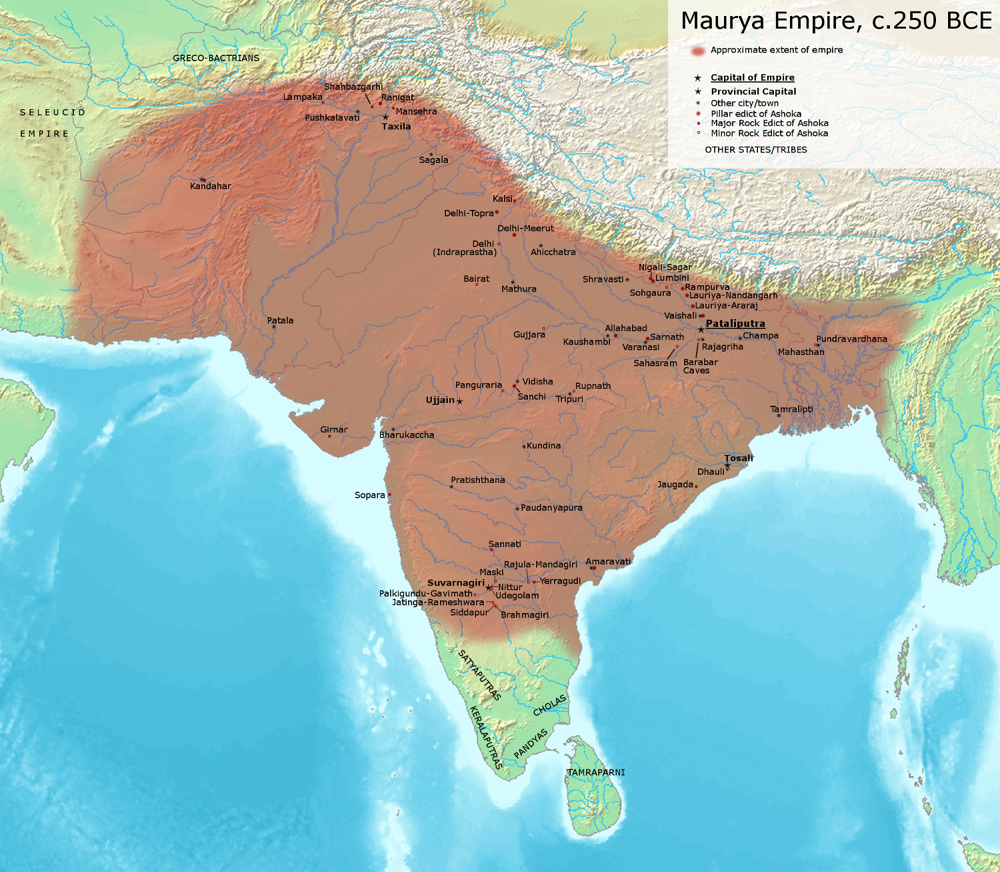 Maurya Empire, c.250 BCE
Approximate extent of empire
Capital of Empire
Provincial Capital
Other city/town
Pillar edict of Ashoka
Major Rock Edict of Ashoka
Minor Rock Edict of Ashoka
OTHER STATES/TRIBES
GRECO-BACTRIANS
SELEUCID
EMPIRE
Shahbazgarhi
Lampaka
Ranigat
Mansehra
Pushkalavati
Taxila
Sagala
Kandahar
Kalsi
Delhi-Topra
Delhi-Meerut
Delhi
(Indraprastha)
Ahicchatra
Nigali-Sagar
Lumbini
Bairat
Shravasti
Mathura
Sohgaura
Rampurva
Lauriya-Nandangarh
Lauriya-Araraj
Vaishali
Patala
Pataliputra
Gujjara
Allahabad
Kaushambi
Sarnath
Varanasi
Champa
Rajagriha
Pundravardhana
Mahasthan
Sahasram
Barabar
Caves
Panguraria
Vidisha
Sanchi
Rupnath
Tripuri
Ujjain
Tamralipti
Girnar
Bharukaccha
Kundina
Tosali
Dhauli
Jaugada
Pratishthana
Sopara
Paudanyapura
Sannati
Rajula-Mandagiri
Amaravati
Maski
Suvarnagiri
Nittur
Yerragudi
Palkigundu-Gavimath
Udegolam
Jatinga-Rameshwara
Siddapur
Brahmagiri
SATYAPUTRAS
CHOLAS
KERALAPUTRAS
PANDYAS
TAMRAPARNI